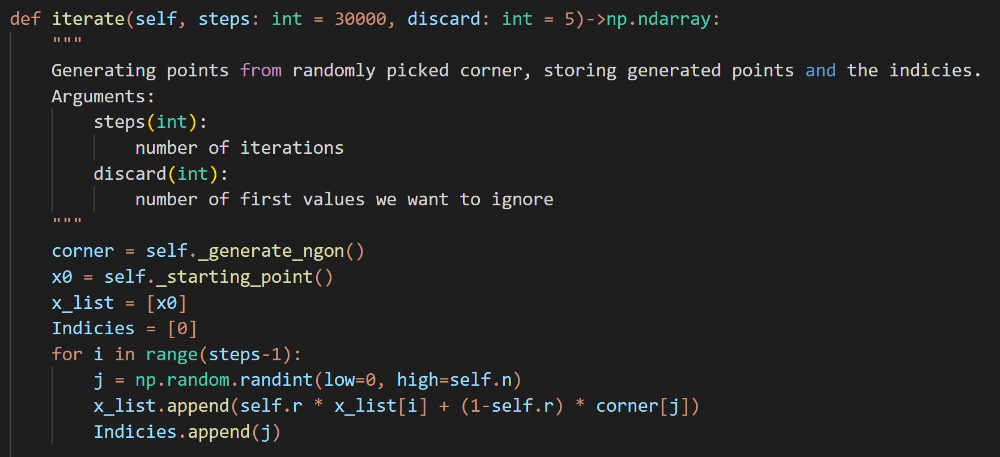 def iterate(self, steps: int = 30000, discard: int = 5)->np.ndarray:
"""
Generating points from randomly picked corner, storing generated points and the indicies.
Arguments:
steps(int):
number of iterations
discard(int):
number of first values we want to ignore
"""
corner = self._generate_ngon()
x0 = self._starting_point()
x_list = [x0]
Indicies = [0]
for i in range(steps-1):
j = np.random.randint(low=0, high=self.n)
x_list.append(self.r * x_list[i] + (1-self.r) * corner[j])
Indicies.append(j)